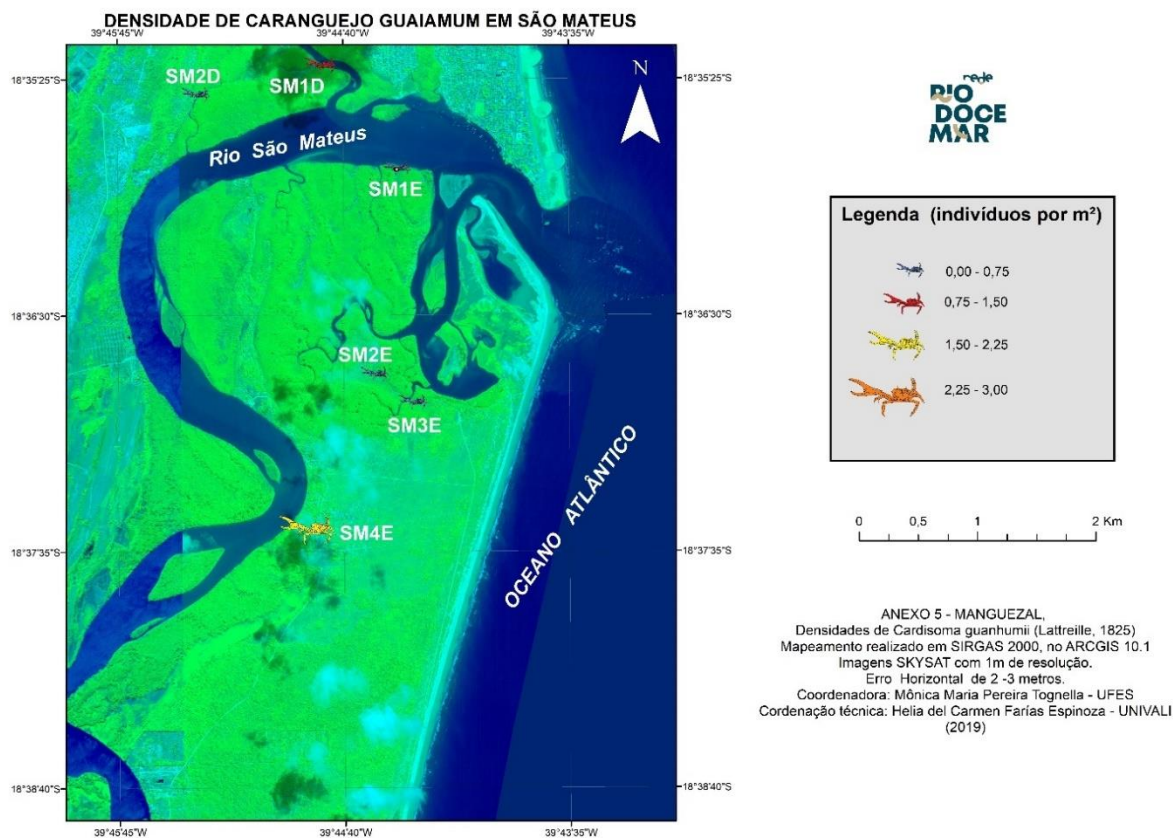 DENSIDADE DE CARANGUEJO GUAIAMUM EM SÃO MATEUS
39°45'45"W 39°44'40"W 39°43'35"W
18°35'25"S 18°35'25"S
SM2D
SM1D
N
Rio São Mateus
SM1E
18°36'30"S 18°36'30"S
SM2E
SM3E
OCEANO ATLÂNTICO
SM4E
18°37'35"S 18°37'35"S
18°38'40"S 18°38'40"S
39°45'45"W 39°44'40"W 39°43'35"W
rede
RIO
DOCE
MAR
Legenda (indivíduos por m²)
0,00 - 0,75
0,75 - 1,50
1,50 - 2,25
2,25 - 3,00
0 0,5 1 2 Km
ANEXO 5 - MANGUEZAL,
Densidades de Cardisoma guanhumii (Lattreille, 1825)
Mapeamento realizado em SIRGAS 2000, no ARCGIS 10.1
Imagens SKYSAT com 1m de resolução.
Erro Horizontal de 2 -3 metros.
Coordenadora: Mônica Maria Pereira Tognella - UFES
Cordenação técnica: Helia del Carmen Farías Espinoza - UNIVALI
(2019)